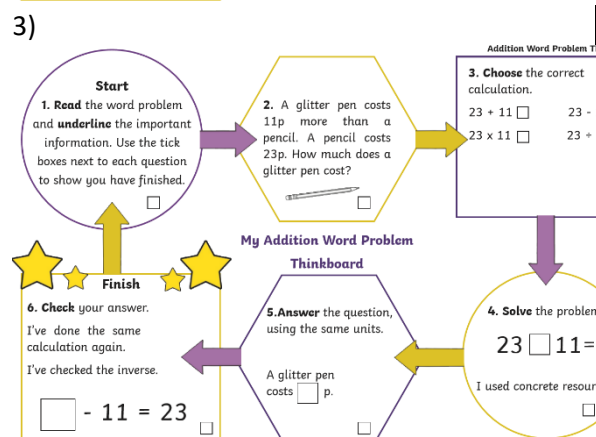 3)
Start
1. Read the word problem
and underline the important
information. Use the tick
boxes next to each question
to show you have finished.
2. A glitter pen costs
11p more than a
pencil. A pencil costs
23p. How much does a
glitter pen cost?
Addition Word Problem
3. Choose the correct
calculation.
23 + 11 23 -
23 x 11 23 ÷
4. Solve the
23 11=
I used concrete
My Addition Word Problem
Thinkboard
5.Answer the question,
using the same units.
A glitter pen
costs p.
Finish
6. Check your answer.
I've done the same
calculation again.
I've checked the inverse.
- 11 = 23